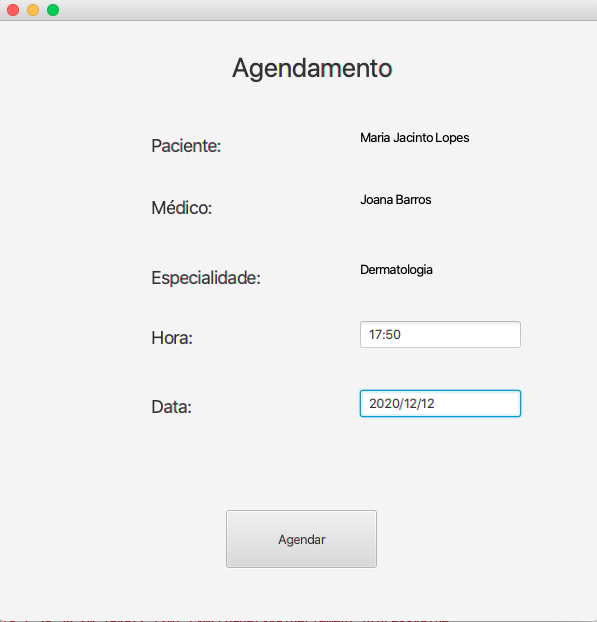 Agendamento
Paciente: Maria Jacinto Lopes
Médico: Joana Barros
Especialidade: Dermatologia
Hora: 17:50
Data: 2020/12/12
Agendar